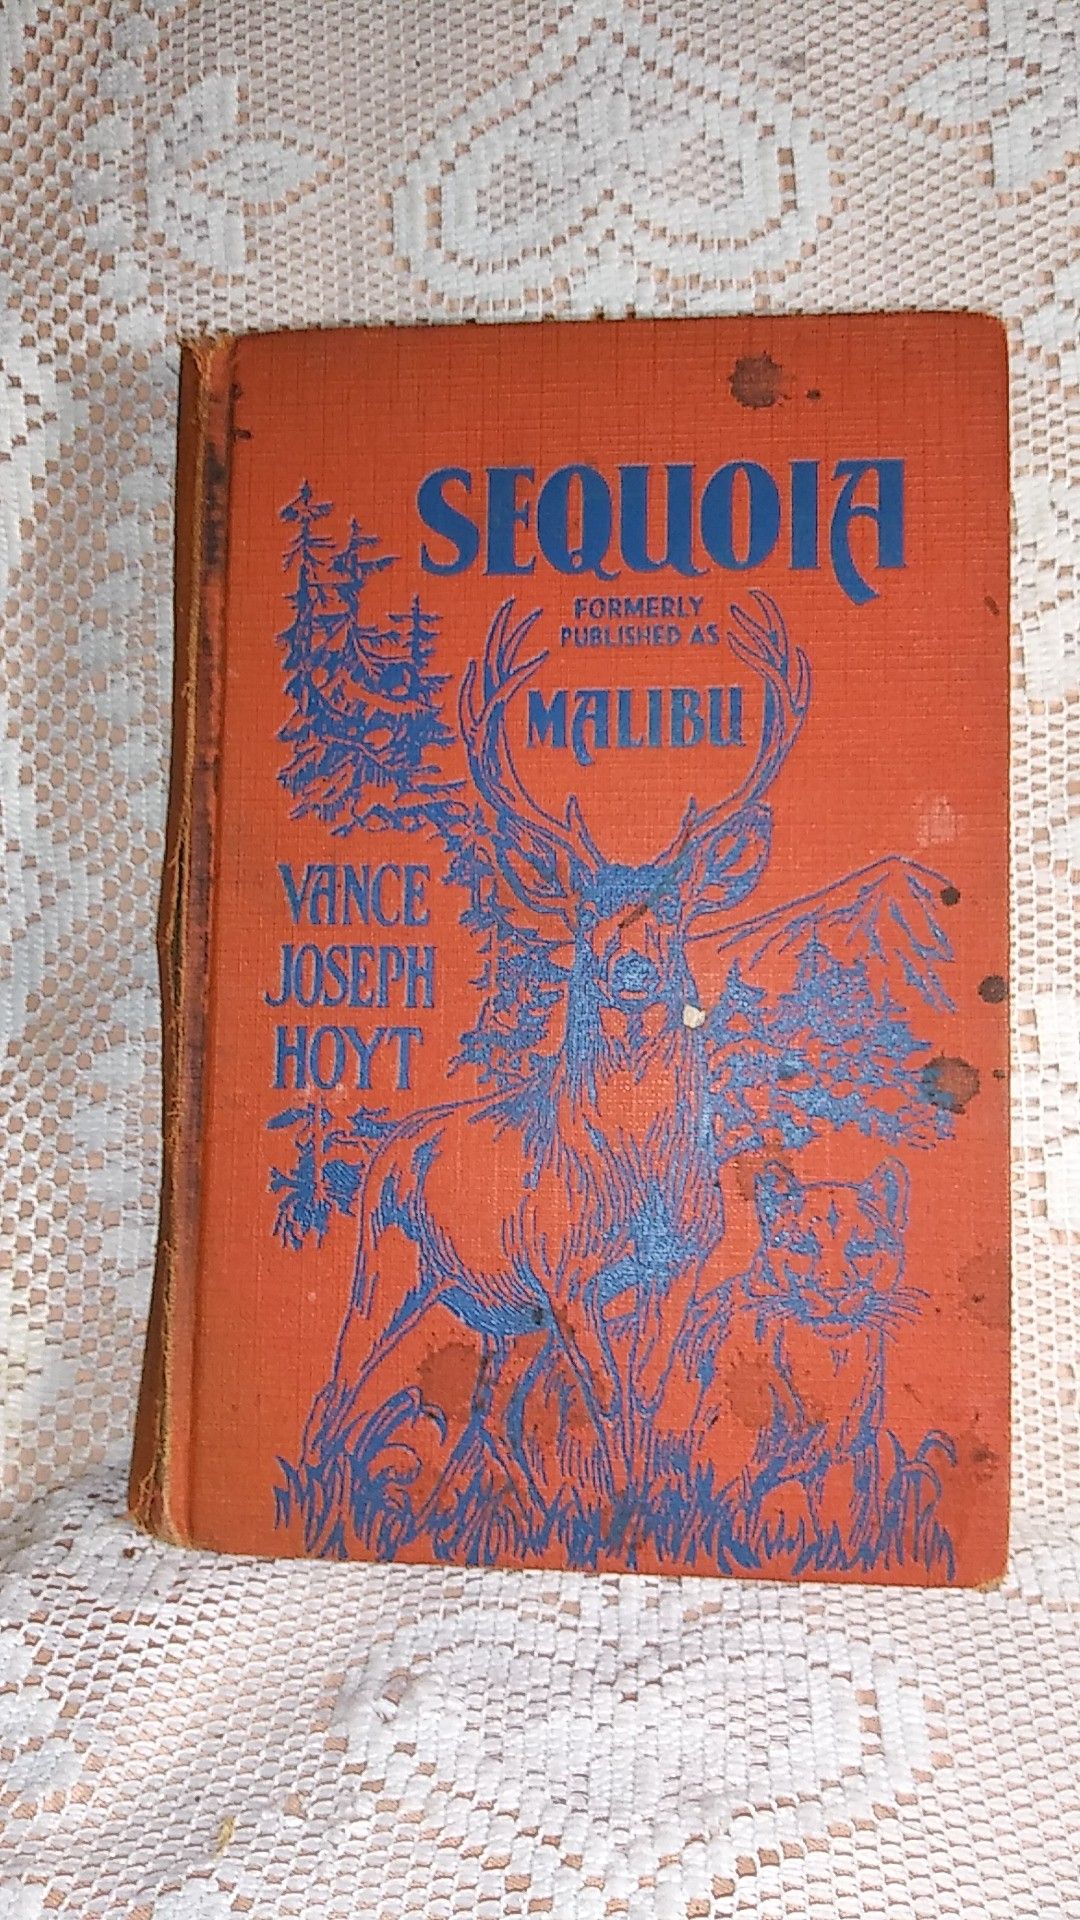 SEQUOIA
FORMERLY
PUBLISHED AS
MALIBU
VANCE
JOSEPH
HOYT